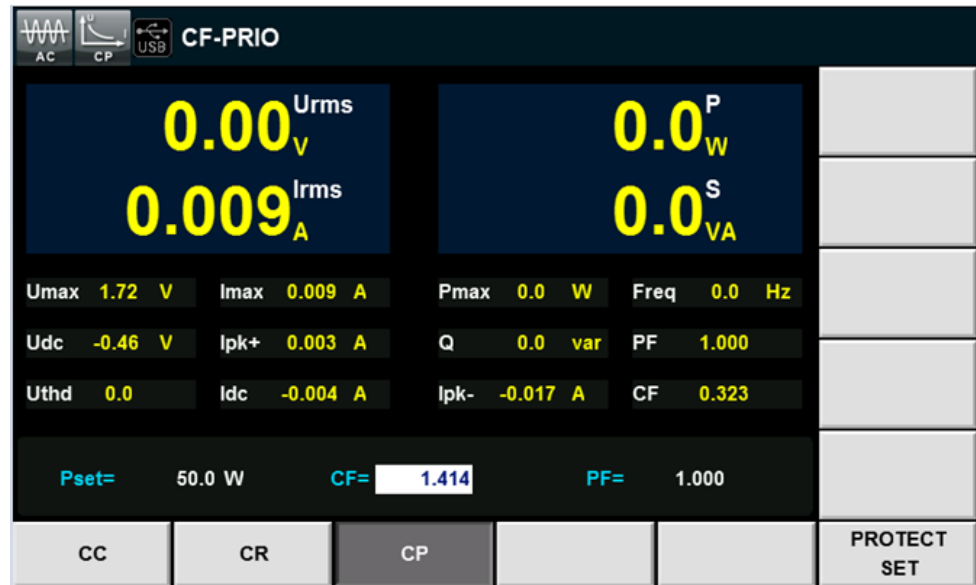 AC CP USB CF-PRIO
U I
0.00 Urms V 0.0 P W
0.009 Irms A 0.0 S VA
Umax 1.72 V Imax 0.009 A Pmax 0.0 W Freq 0.0 Hz
Udc -0.46 V Ipk+ 0.003 A Q 0.0 var PF 1.000
Uthd 0.0 Idc -0.004 A Ipk- -0.017 A CF 0.323
Pset= 50.0 W CF= 1.414 PF= 1.000
CC CR CP PROTECT
SET